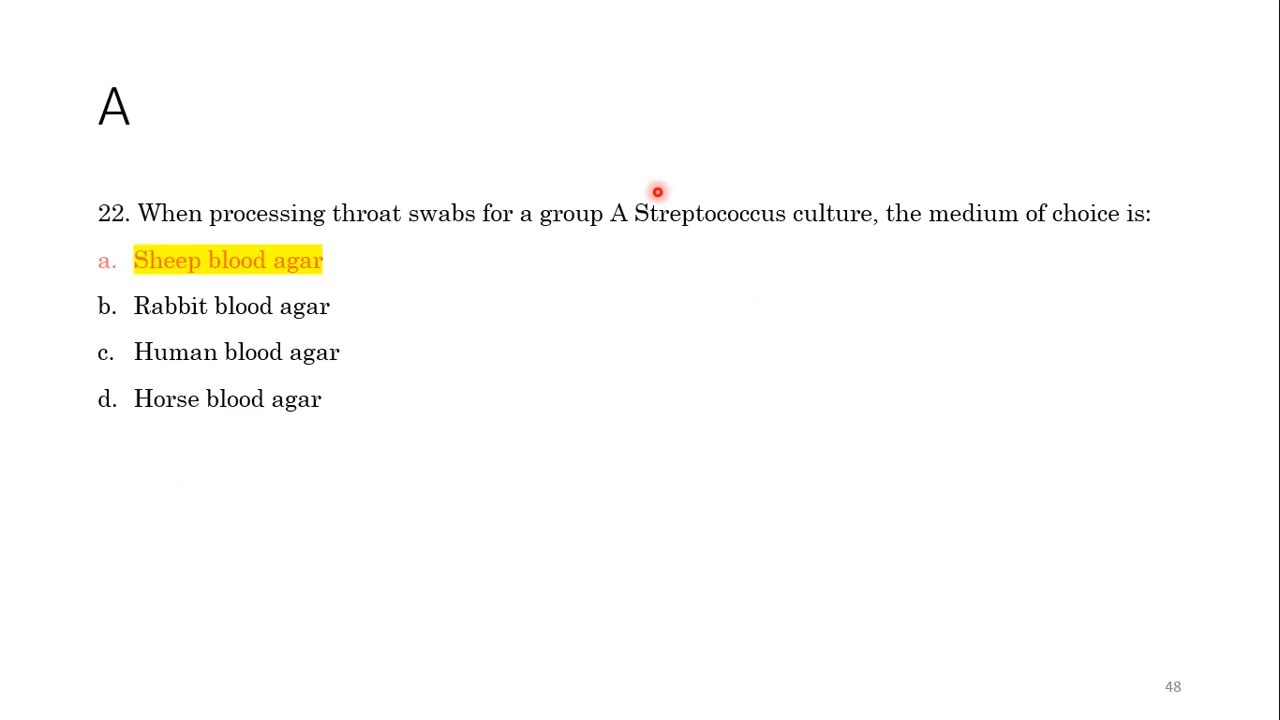 A
22. When processing throat swabs for a group A Streptococcus culture, the medium of choice is:
a. Sheep blood agar
b. Rabbit blood agar
c. Human blood agar
d. Horse blood agar
48